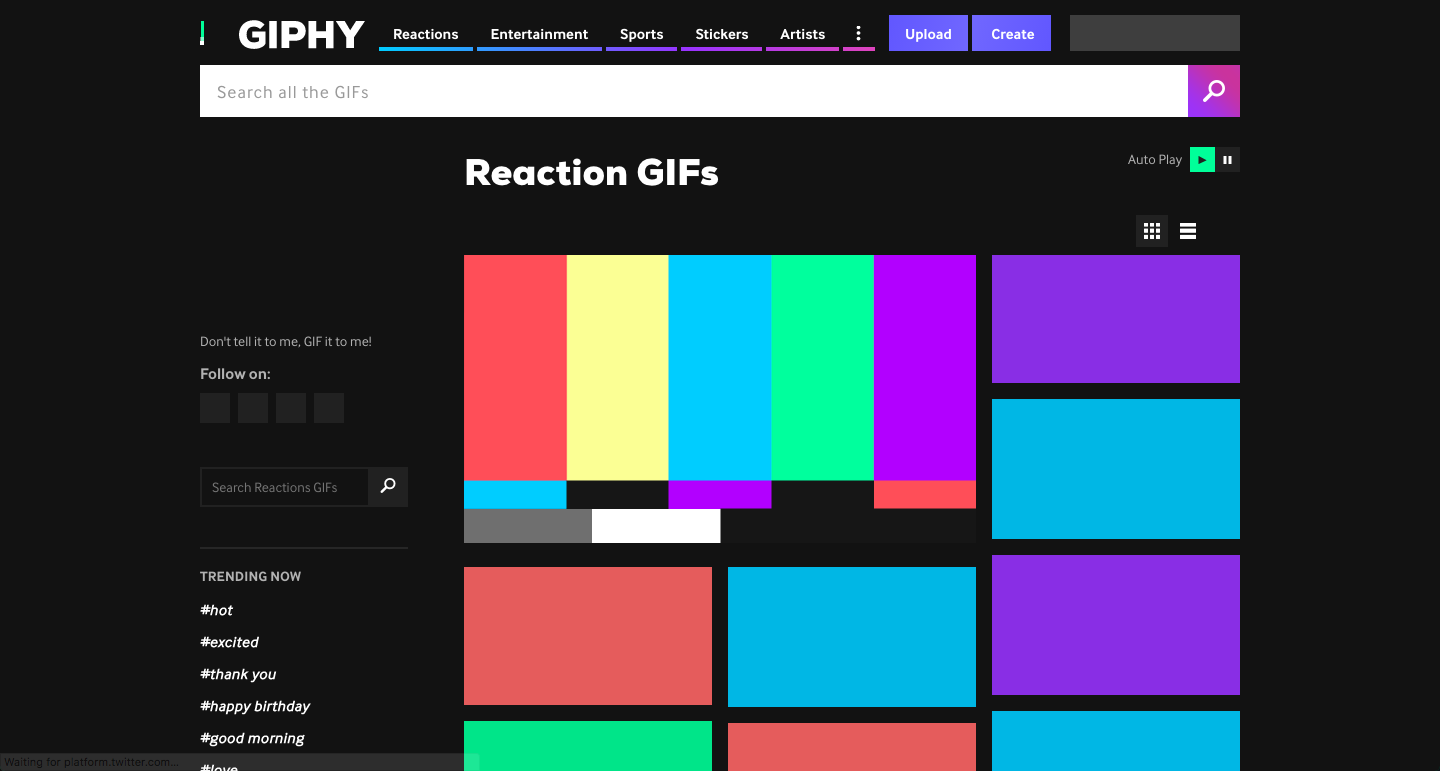 GIPHY
Reactions
Entertainment
Sports
Stickers
Artists
Upload
Create
Search all the GIFs
Reaction GIFs
Auto Play
Don't tell it to me, GIF it to me!
Follow on:
Search Reactions GIFs
TRENDING NOW
#hot
#excited
#thank you
#happy birthday
#good morning
#love
Waiting for platform.twitter.com...